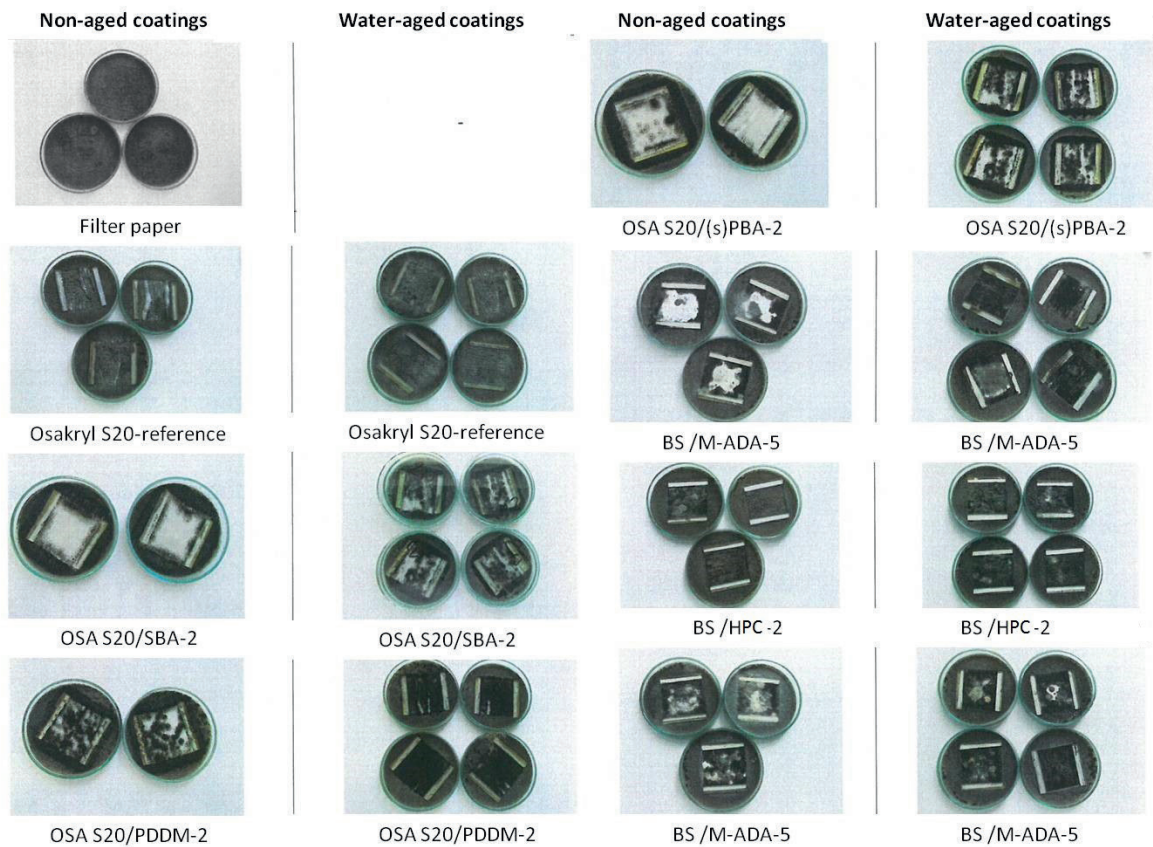 Non-aged coatings
Water-aged coatings
Non-aged coatings
Water-aged coatings
Filter paper
OSA S20/(s)PBA-2
OSA S20/(s)PBA-2
Osakryl S20-reference
Osakryl S20-reference
BS /M-ADA-5
BS /M-ADA-5
OSA S20/SBA-2
OSA S20/SBA-2
BS /HPC -2
BS /HPC -2
OSA S20/PDDM-2
OSA S20/PDDM-2
BS /M-ADA-5
BS /M-ADA-5